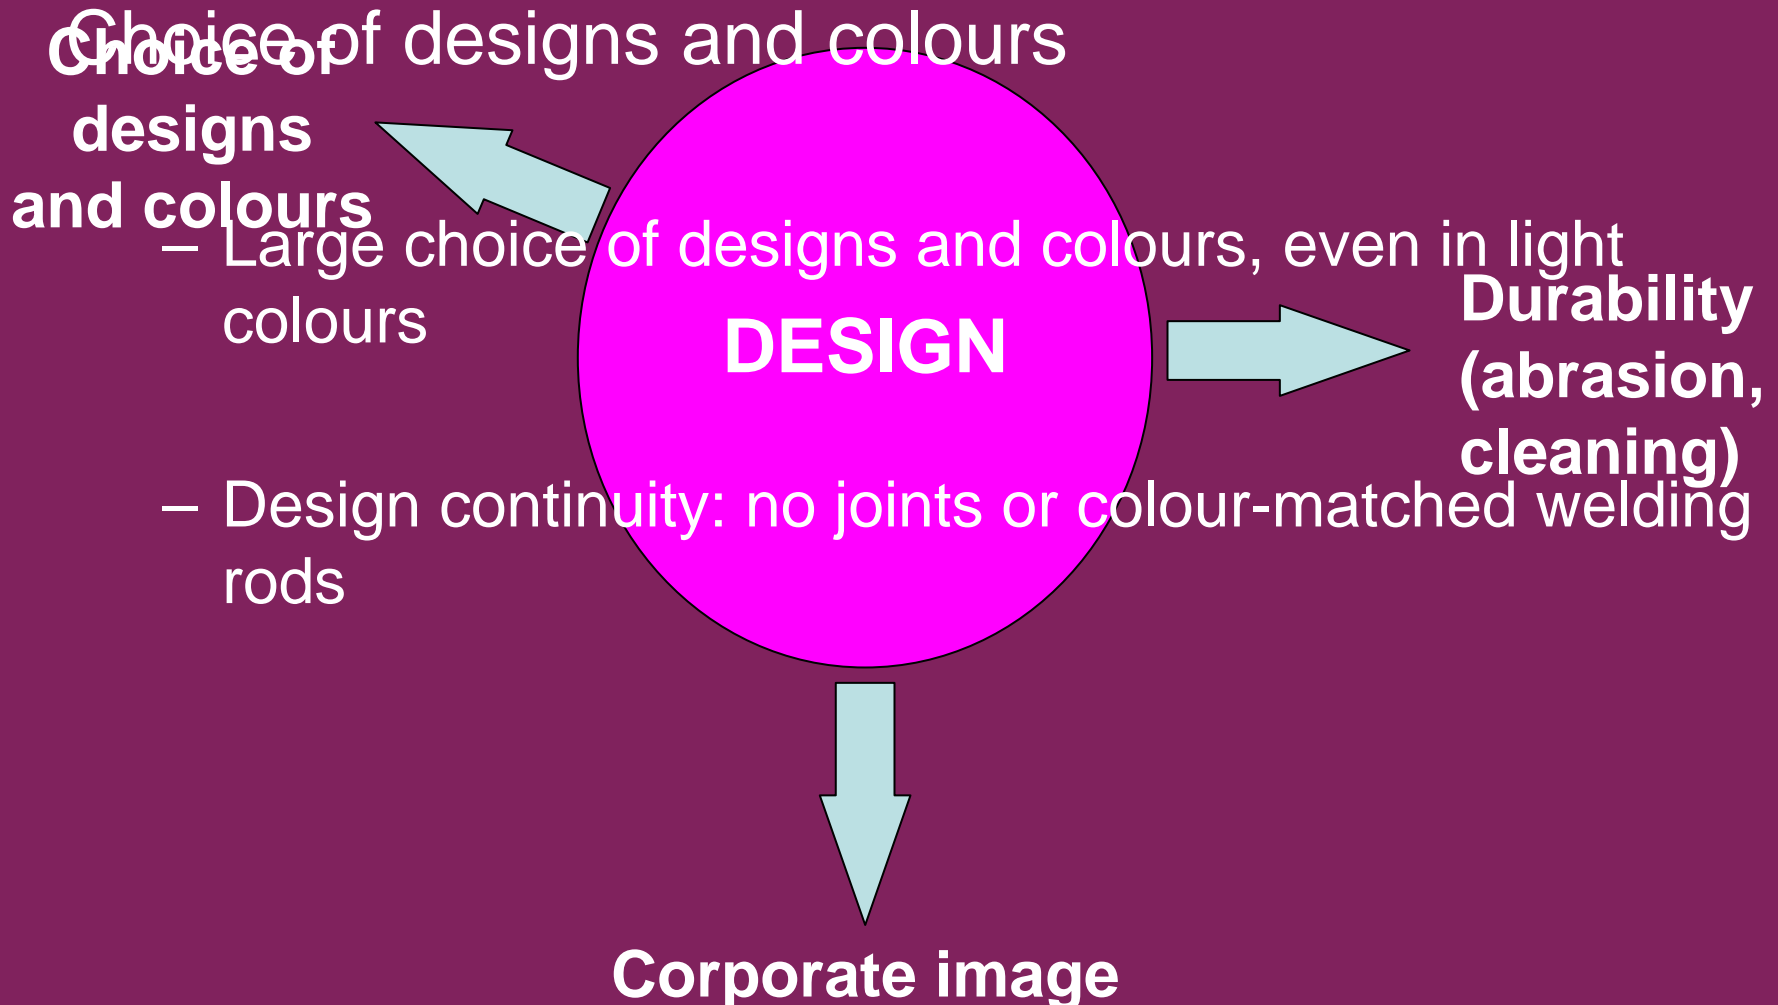 Choice of designs and colours
Choice of
designs
and colours
– Large choice of designs and colours, even in light
colours
DESIGN
Durability
(abrasion,
cleaning)
– Design continuity: no joints or colour-matched welding
rods
Corporate image